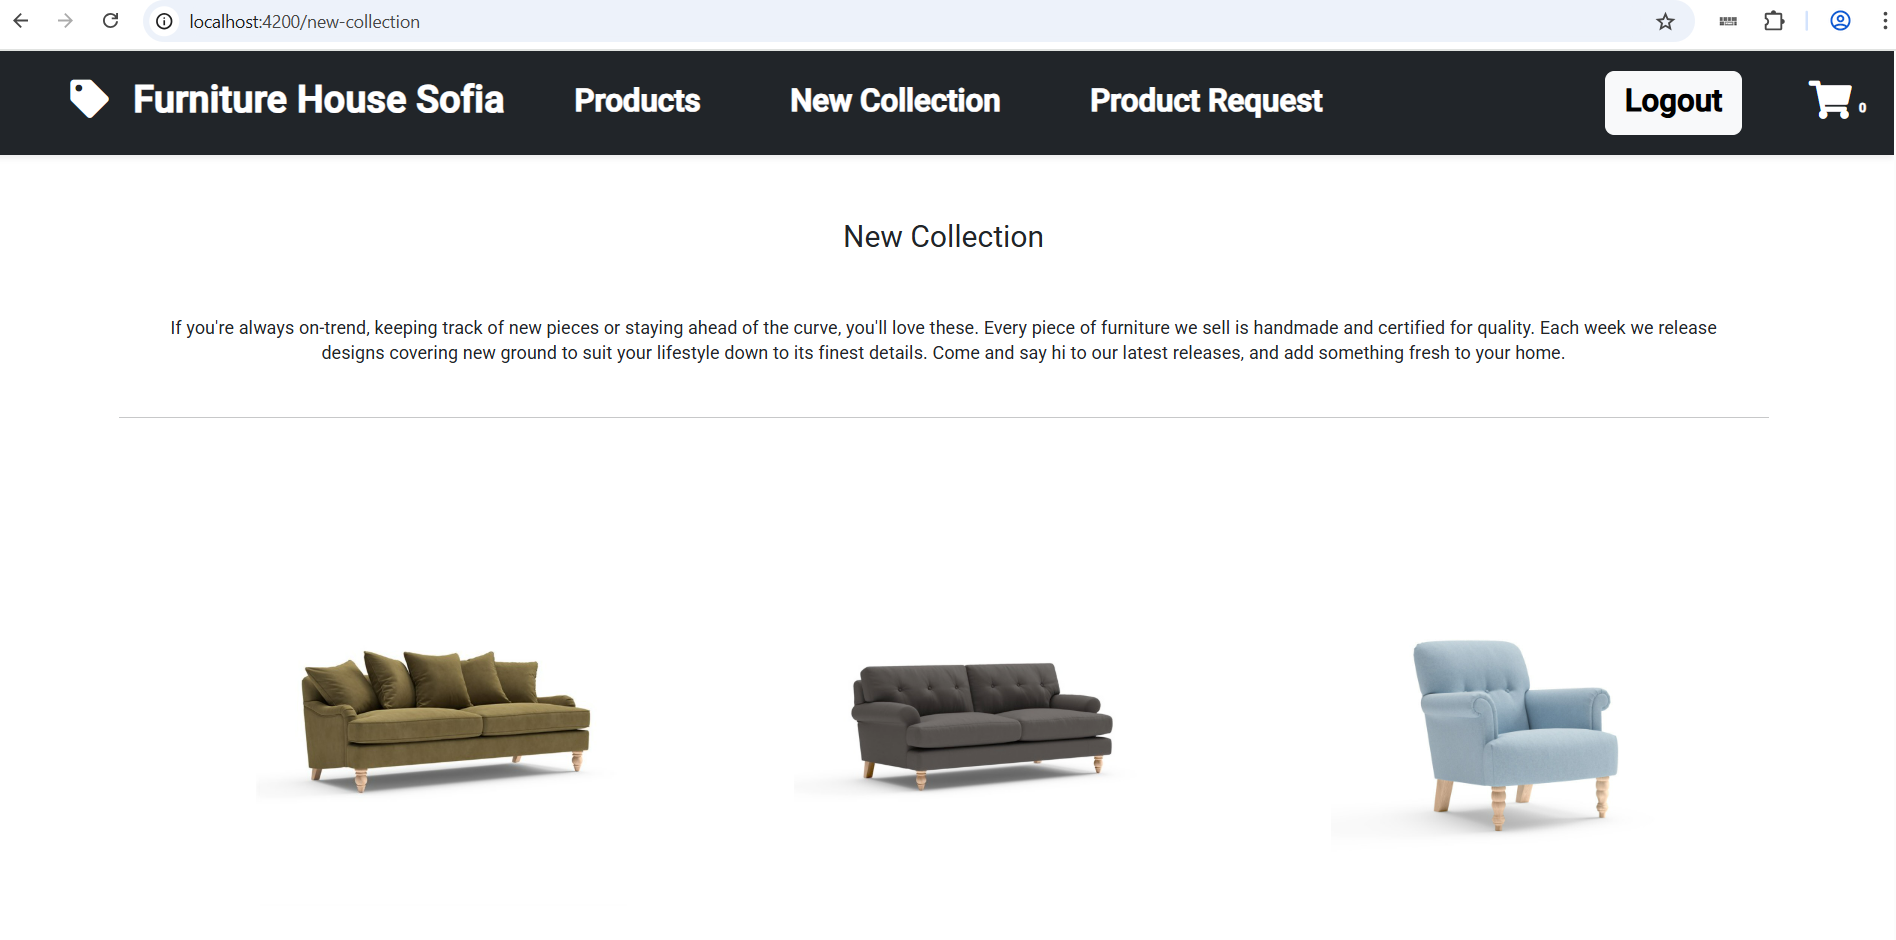 localhost:4200/new-collection
Furniture House Sofia
Products
New Collection
Product Request
Logout
0
New Collection
If you're always on-trend, keeping track of new pieces or staying ahead of the curve, you'll love these. Every piece of furniture we sell is handmade and certified for quality. Each week we release
designs covering new ground to suit your lifestyle down to its finest details. Come and say hi to our latest releases, and add something fresh to your home.